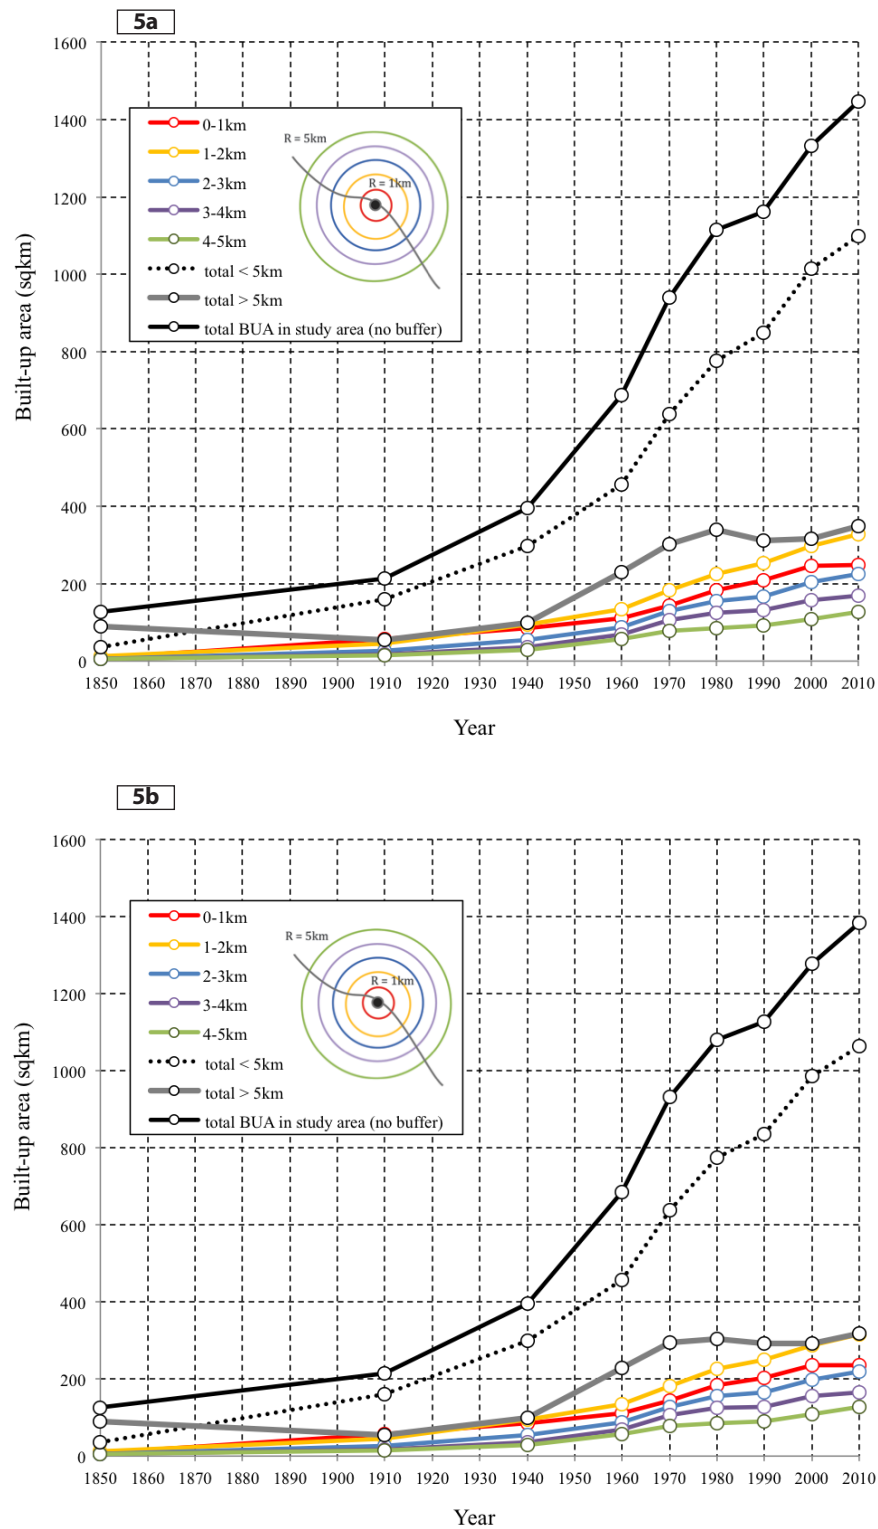 5a
1600
1400
1200
1000
800
600
400
200
0
Built-up area (sqkm)
0-1km
1-2km
2-3km
3-4km
4-5km
total < 5km
total > 5km
total BUA in study area (no buffer)
R = 5km
R = 1km
1850 1860 1870 1880 1890 1900 1910 1920 1930 1940 1950 1960 1970 1980 1990 2000 2010
Year
5b
1600
1400
1200
1000
800
600
400
200
0
Built-up area (sqkm)
0-1km
1-2km
2-3km
3-4km
4-5km
total < 5km
total > 5km
total BUA in study area (no buffer)
R = 5km
R = 1km
1850 1860 1870 1880 1890 1900 1910 1920 1930 1940 1950 1960 1970 1980 1990 2000 2010
Year